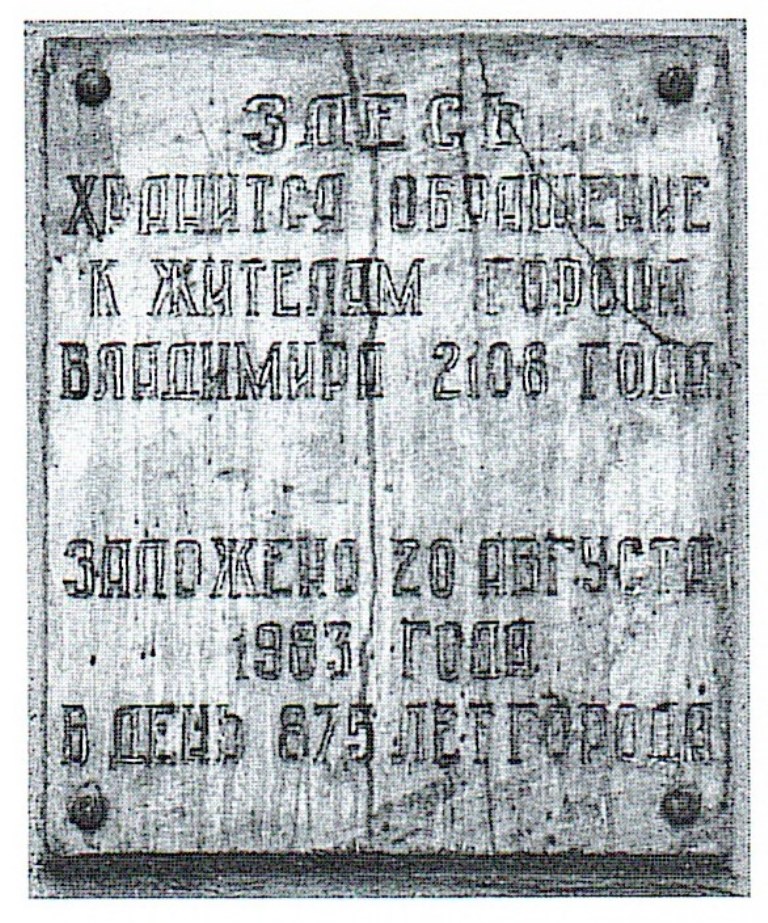 ЗДЕСЬ
ХРАНИТСЯ ОБРАЩЕНИЕ
К ЖИТЕЛЯМ ГОРОДА
ВЛАДИМИРА 2108 ГОДА
ЗАЛОЖЕНО 20 АВГУСТА
1983 ГОДА
В ДЕНЬ 875 ЛЕТ ГОРОДА